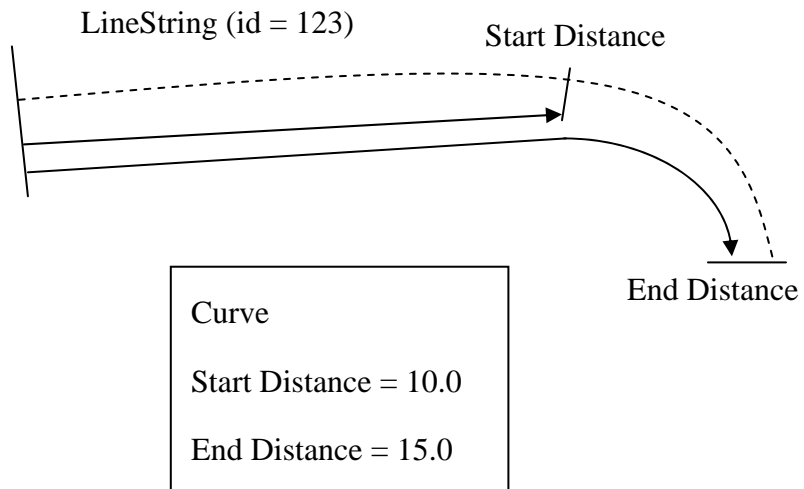 LineString (id = 123)
Start Distance
End Distance
Curve
Start Distance = 10.0
End Distance = 15.0